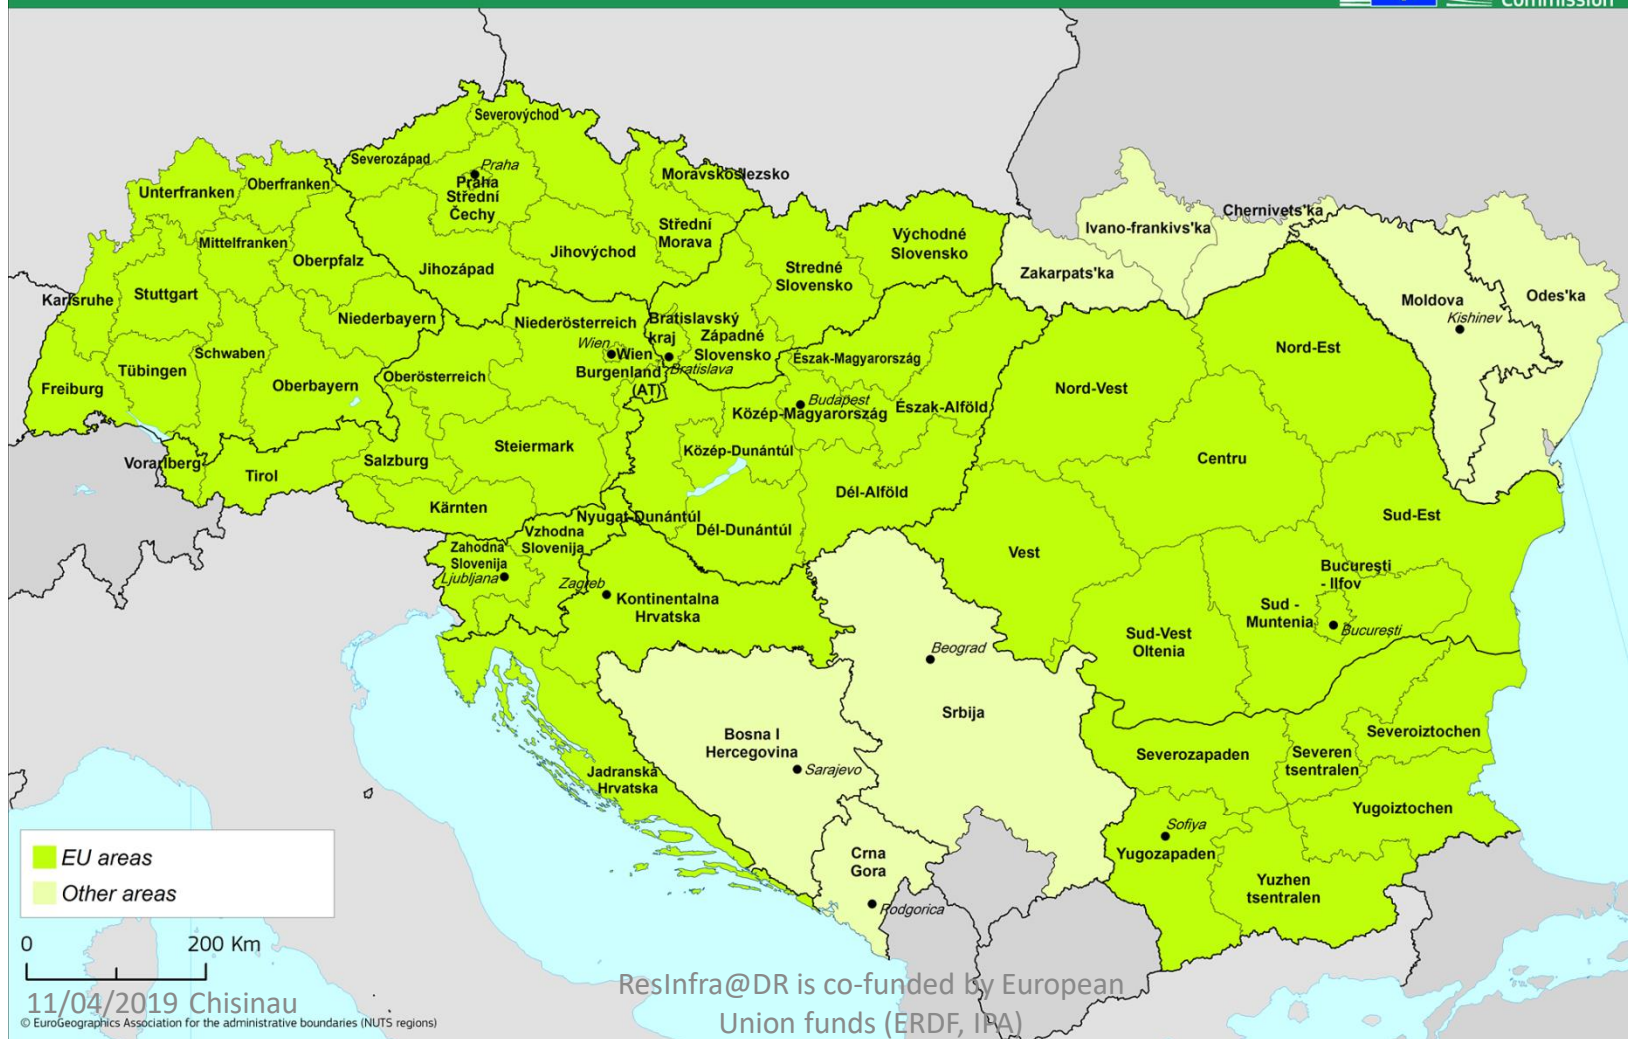 Commission
Severovýchod
Severozápad
Praha
Praha
Střední
Čechy
Moravskoslezsko
Unterfranken
Oberfranken
Střední
Morava
Východné
Slovensko
Chernivets'ka
Ivano-frankivs'ka
Mittelfranken
Oberpfalz
Jihozápad
Jihovýchod
Stredné
Slovensko
Zakarpats'ka
Karlsruhe
Stuttgart
Niederbayern
Niederösterreich
Bratislavský
kraj
Západné
Slovensko
Moldova
Kishinev
Odes'ka
Schwaben
Wien
Wien
Bratislava
Észak-Magyarország
Nord-Est
Freiburg
Tübingen
Oberbayern
Oberösterreich
Burgenland
(AT)
Nord-Vest
Budapest
Közép-Magyarország
Észak-Alföld
Vorarlberg
Tirol
Salzburg
Steiermark
Közép-Dunántúl
Centru
Kärnten
Dél-Alföld
Nyugat-Dunántúl
Dél-Dunántúl
Sud-Est
Zahodna
Slovenija
Ljubljana
Vzhodna
Slovenija
Vest
Zagreb
Kontinentalna
Hrvatska
Bucureşti
- Ilfov
Sud -
Muntenia
Bucureşti
Sud-Vest
Oltenia
Beograd
Srbija
Bosna I
Hercegovina
Sarajevo
Jadranska
Hrvatska
Severozapaden
Severen
tsentralen
Severoiztochen
Yugoiztochen
Sofiya
Yugozapaden
Yuzhen
tsentralen
Crna
Gora
Podgorica
EU areas
Other areas
0 200 Km
11/04/2019 Chisinau
© EuroGeographics Association for the administrative boundaries (NUTS regions)
ResInfra@DR is co-funded by European
Union funds (ERDF, IPA)